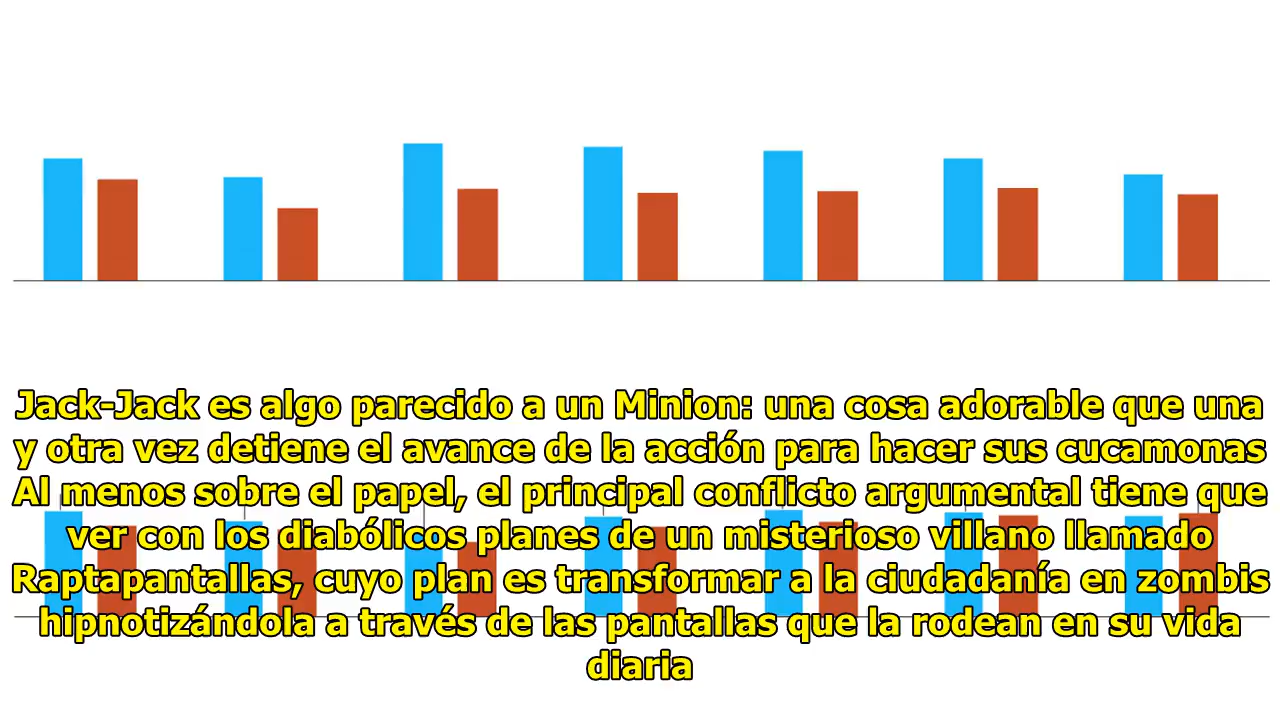 Jack-Jack es algo parecido a un Minion: una cosa adorable que una
y otra vez detiene el avance de la acción para hacer sus cucamonas
Al menos sobre el papel, el principal conflicto argumental tiene que
ver con los diabólicos planes de un misterioso villano llamado
Raptapantallas, cuyo plan es transformar a la ciudadanía en zombis
hipnotizándola a través de las pantallas que la rodean en su vida
diaria